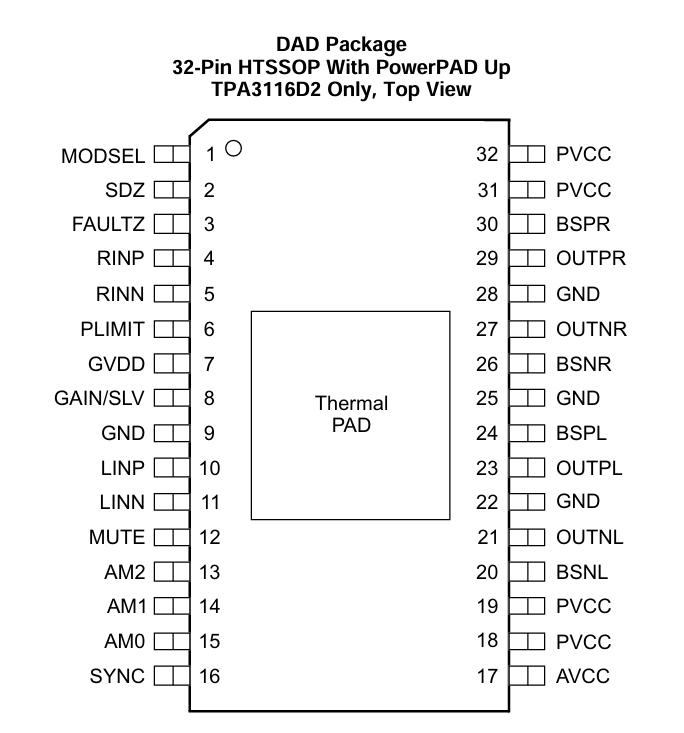 DAD Package
32-Pin HTSSOP With PowerPAD Up
TPA3116D2 Only, Top View
MODSEL 1 32 PVCC
SDZ 2 31 PVCC
FAULTZ 3 30 BSPR
RINP 4 29 OUTPR
RINN 5 28 GND
PLIMIT 6 27 OUTNR
GVDD 7 26 BSNR
GAIN/SLV 8 25 GND
Thermal
PAD
GND 9 24 BSPL
LINP 10 23 OUTPL
LINN 11 22 GND
MUTE 12 21 OUTNL
AM2 13 20 BSNL
AM1 14 19 PVCC
AM0 15 18 PVCC
SYNC 16 17 AVCC